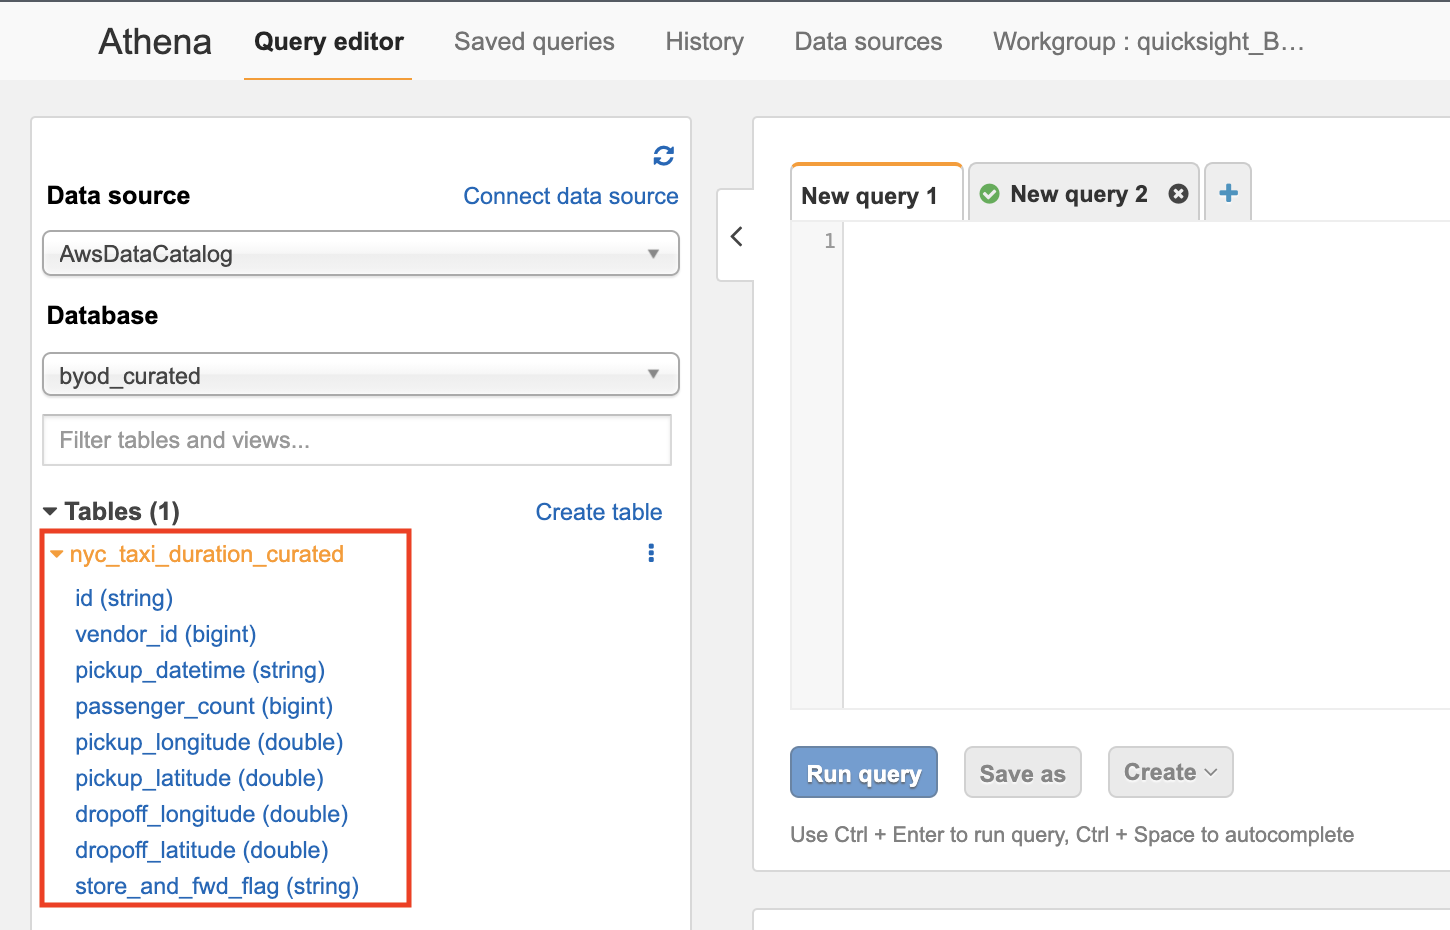 Athena Query editor Saved queries History Data sources Workgroup : quicksight_B...
Data source Connect data source
AwsDataCatalog
Database
byod_curated
Filter tables and views...
Tables (1) Create table
nyc_taxi_duration_curated
id (string)
vendor_id (bigint)
pickup_datetime (string)
passenger_count (bigint)
pickup_longitude (double)
pickup_latitude (double)
dropoff_longitude (double)
dropoff_latitude (double)
store_and_fwd_flag (string)
New query 1 New query 2
1
Run query Save as Create
Use Ctrl + Enter to run query, Ctrl + Space to autocomplete